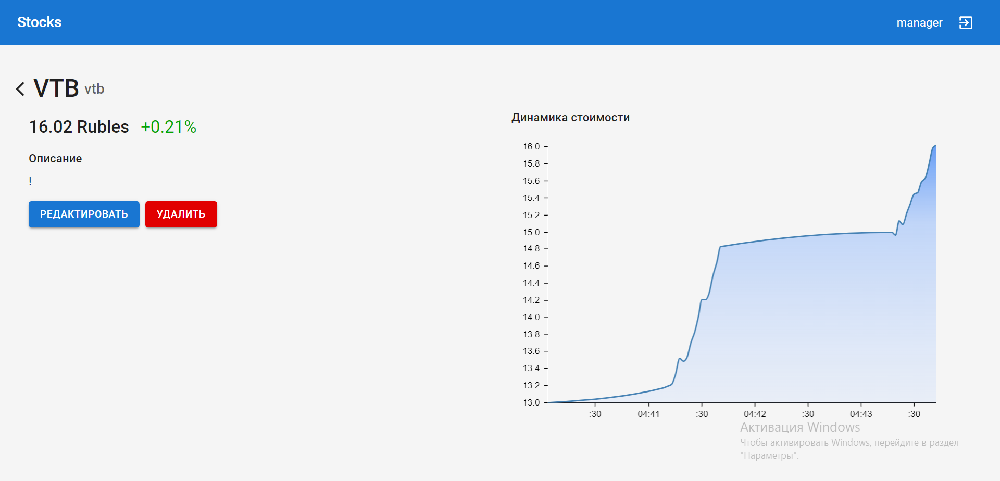 Stocks
manager
VTB vtb
16.02 Rubles +0.21%
Описание
!
РЕДАКТИРОВАТЬ УДАЛИТЬ
Динамика стоимости
16.0
15.8
15.6
15.4
15.2
15.0
14.8
14.6
14.4
14.2
14.0
13.8
13.6
13.4
13.2
13.0
:30 04:41 :30 04:42 :30 04:43 :30
Активация Windows
Чтобы активировать Windows, перейдите в раздел
"Параметры".